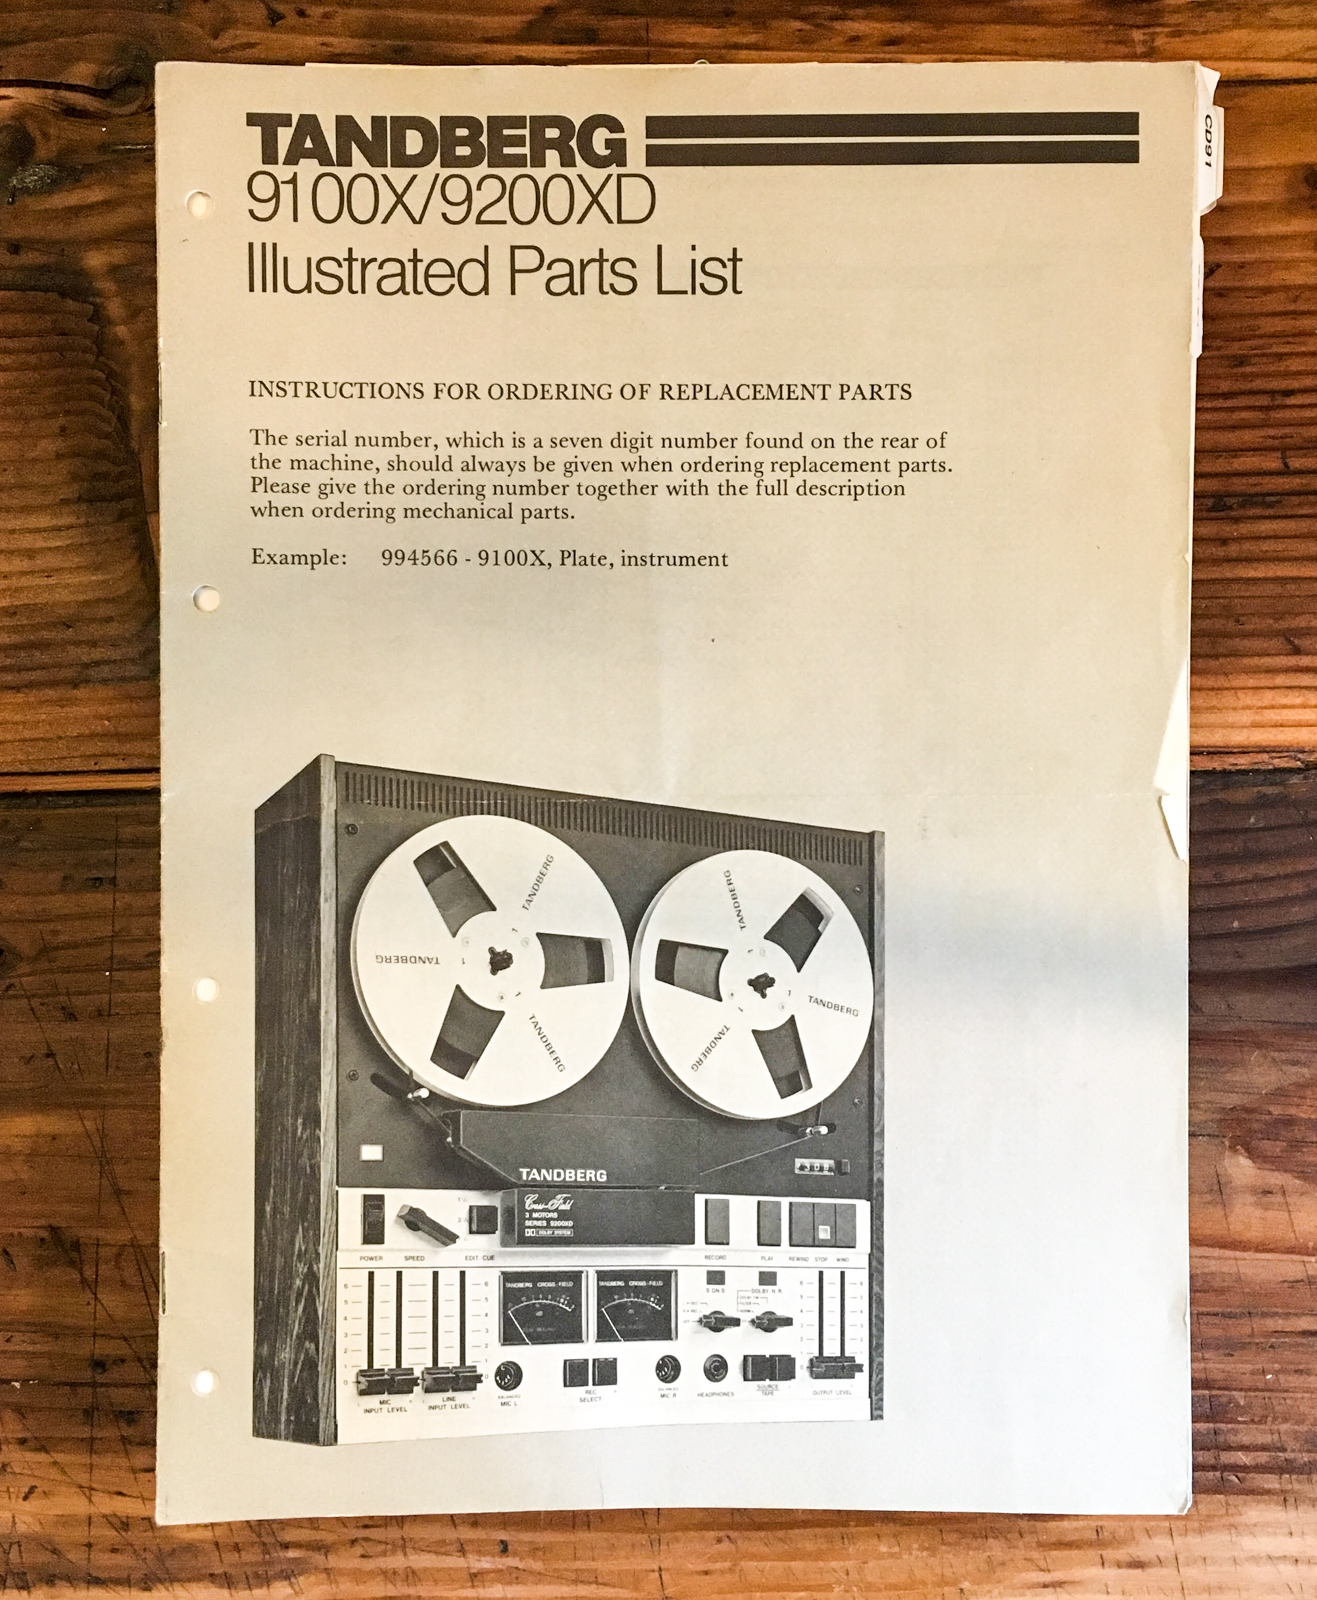 TANDBERG
9100X/9200XD
Illustrated Parts List
CD91
INSTRUCTIONS FOR ORDERING OF REPLACEMENT PARTS
The serial number, which is a seven digit number found on the rear of
the machine, should always be given when ordering replacement parts.
Please give the ordering number together with the full description
when ordering mechanical parts.
Example: 994566 - 9100X, Plate, instrument
TANDBERG
TANDBERG
TANDBERG
TANDBERG
TANDBERG
TANDBERG
TANDBERG
308
Cross-Field
3 MOTORS
SERIES 9200XD
DOLBY SYSTEM
POWER SPEED EDIT CUE
RECORD PLAY REWIND STOP WIND
TANDBERG CROSS-FIELD
TANDBERG CROSS-FIELD
S ON S
DOLBY N R
MIC
INPUT LEVEL
LINE
INPUT LEVEL
BALANCED
MIC L
REC
SELECT
BALANCED
MIC R
HEADPHONES
SOURCE
TAPE
OUTPUT LEVEL